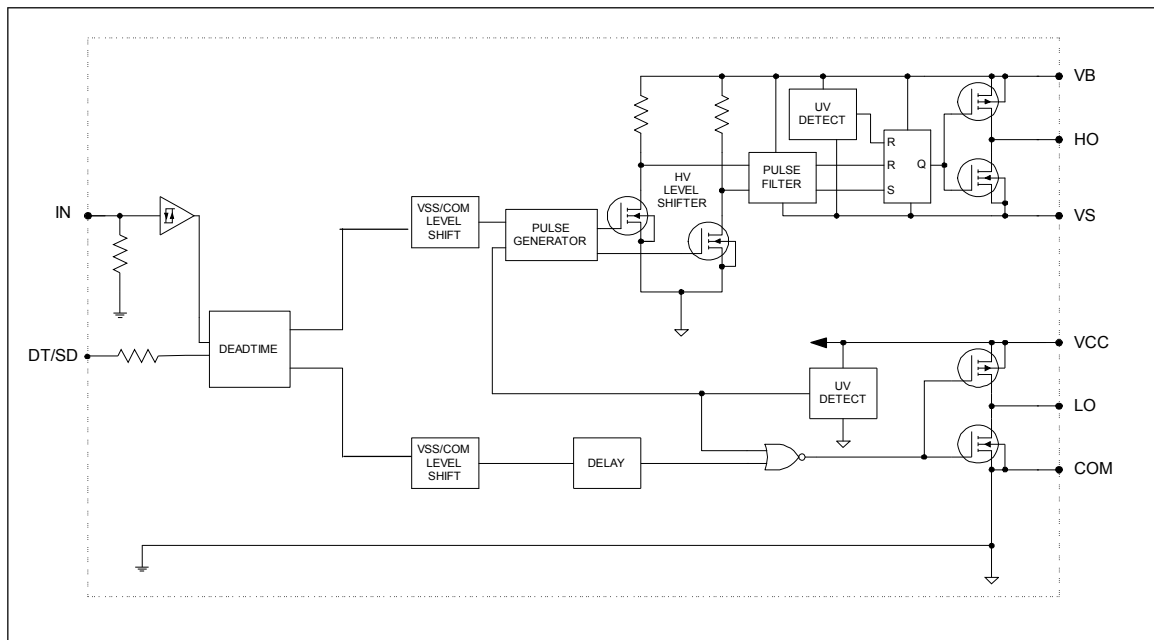 VB
UV
DETECT
R
HO
R
Q
PULSE
FILTER
HV
LEVEL
SHIFTER
S
IN
VSS/COM
LEVEL
SHIFT
PULSE
GENERATOR
VS
DEADTIME
DT/SD
VCC
UV
DETECT
LO
VSS/COM
LEVEL
SHIFT
DELAY
COM